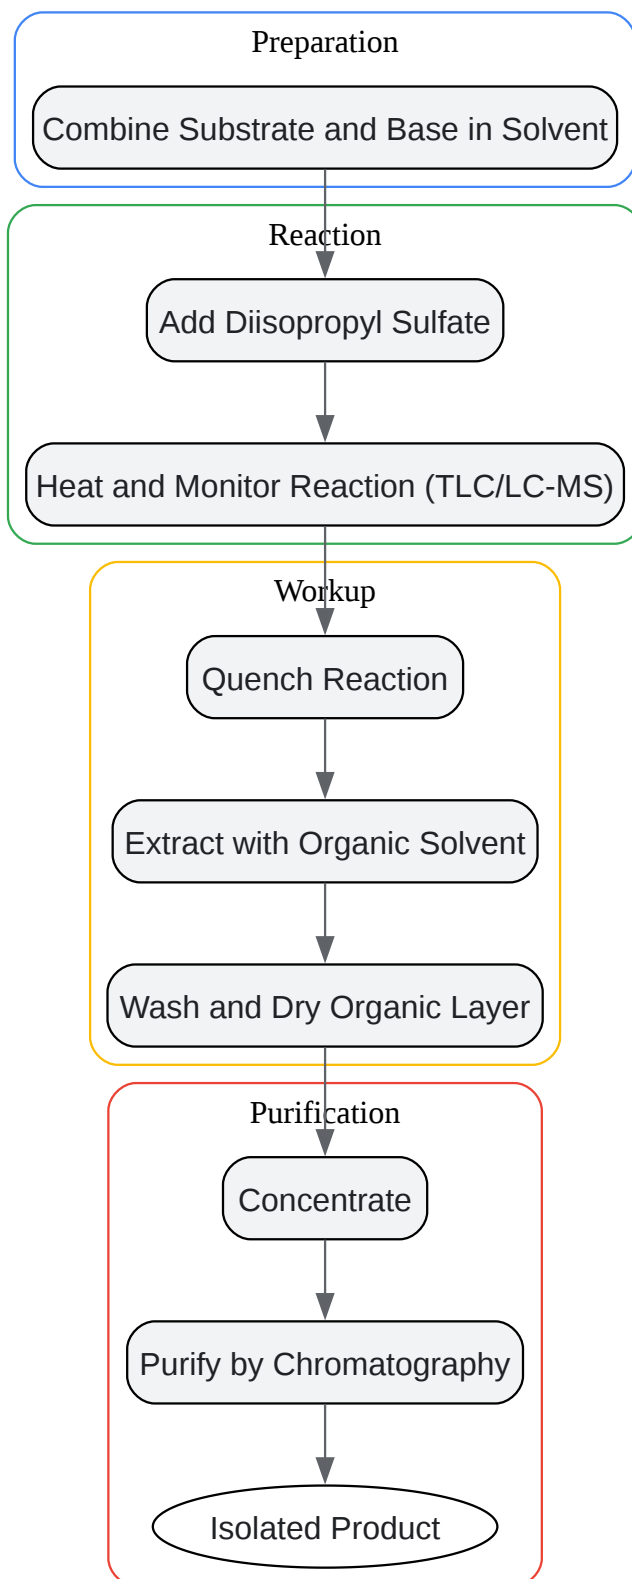 Preparation
Combine Substrate and Base in Solvent
Reaction
Add Diisopropyl Sulfate
Heat and Monitor Reaction (TLC/LC-MS)
Workup
Quench Reaction
Extract with Organic Solvent
Wash and Dry Organic Layer
Purification
Concentrate
Purify by Chromatography
Isolated Product